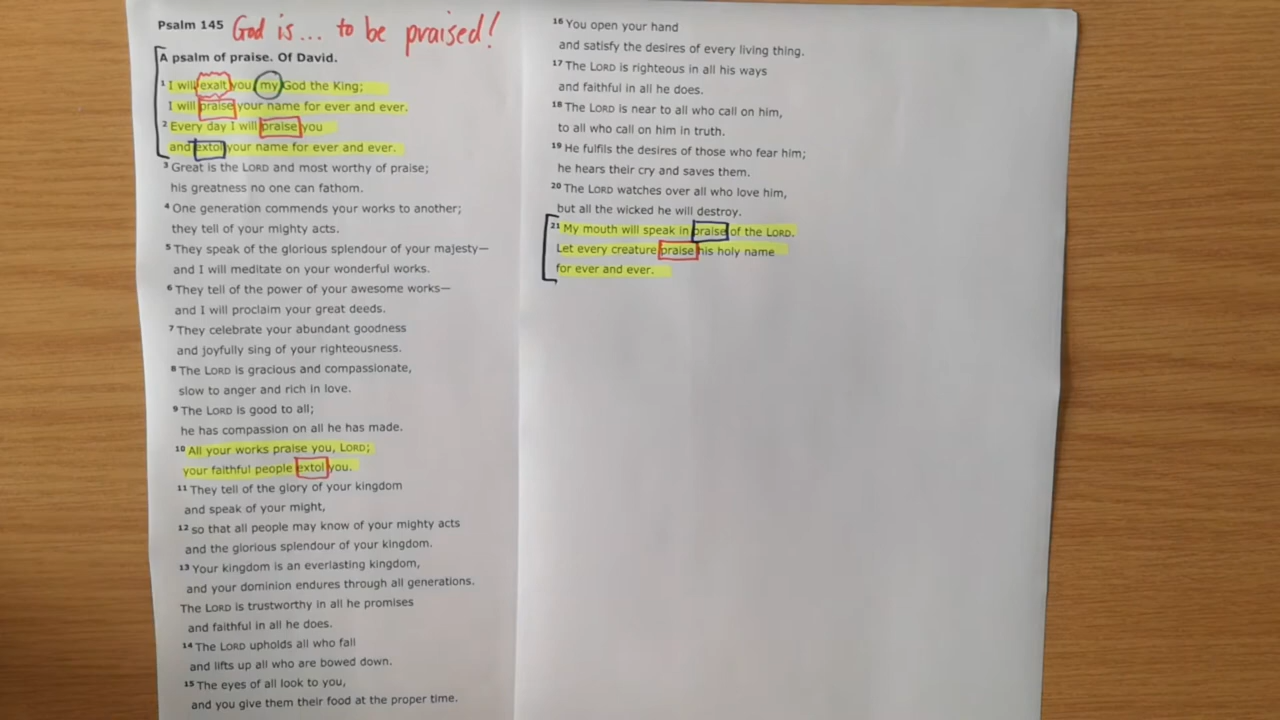 Psalm 145 God is... to be praised!
A psalm of praise. Of David.
1 I will exalt you, my God the King;
I will praise your name for ever and ever.
2 Every day I will praise you
and extol your name for ever and ever.
3 Great is the LORD and most worthy of praise;
his greatness no one can fathom.
4 One generation commends your works to another;
they tell of your mighty acts.
5 They speak of the glorious splendour of your majesty—
and I will meditate on your wonderful works.
6 They tell of the power of your awesome works—
and I will proclaim your great deeds.
7 They celebrate your abundant goodness
and joyfully sing of your righteousness.
8 The LORD is gracious and compassionate,
slow to anger and rich in love.
9 The LORD is good to all;
he has compassion on all he has made.
10 All your works praise you, LORD;
your faithful people extol you.
11 They tell of the glory of your kingdom
and speak of your might,
12 so that all people may know of your mighty acts
and the glorious splendour of your kingdom.
13 Your kingdom is an everlasting kingdom,
and your dominion endures through all generations.
The LORD is trustworthy in all he promises
and faithful in all he does.
14 The LORD upholds all who fall
and lifts up all who are bowed down.
15 The eyes of all look to you,
and you give them their food at the proper time.
16 You open your hand
and satisfy the desires of every living thing.
17 The LORD is righteous in all his ways
and faithful in all he does.
18 The LORD is near to all who call on him,
to all who call on him in truth.
19 He fulfils the desires of those who fear him;
he hears their cry and saves them.
20 The LORD watches over all who love him,
but all the wicked he will destroy.
21 My mouth will speak in praise of the LORD.
Let every creature praise his holy name
for ever and ever.